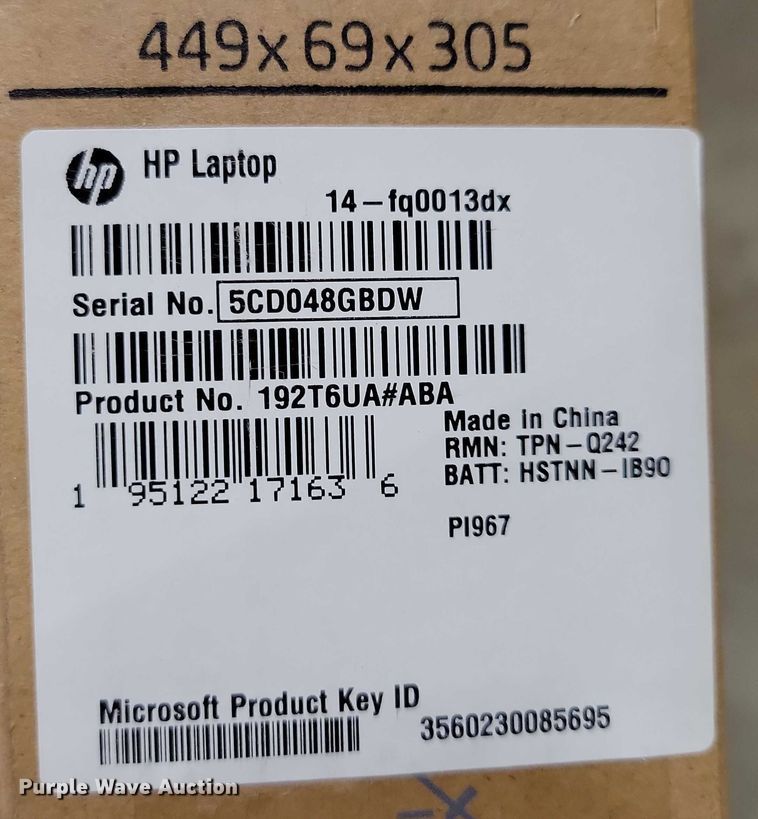 449x69x305
hp HP Laptop
14-fq0013dx
Serial No. 5CD048GBDW
Product No. 192T6UA#ABA
Made in China
RMN: TPN-Q242
BATT: HSTNN-IB9O
1 95122 17163 6
PI967
Microsoft Product Key ID
3560230085695
Purple Wave Auction